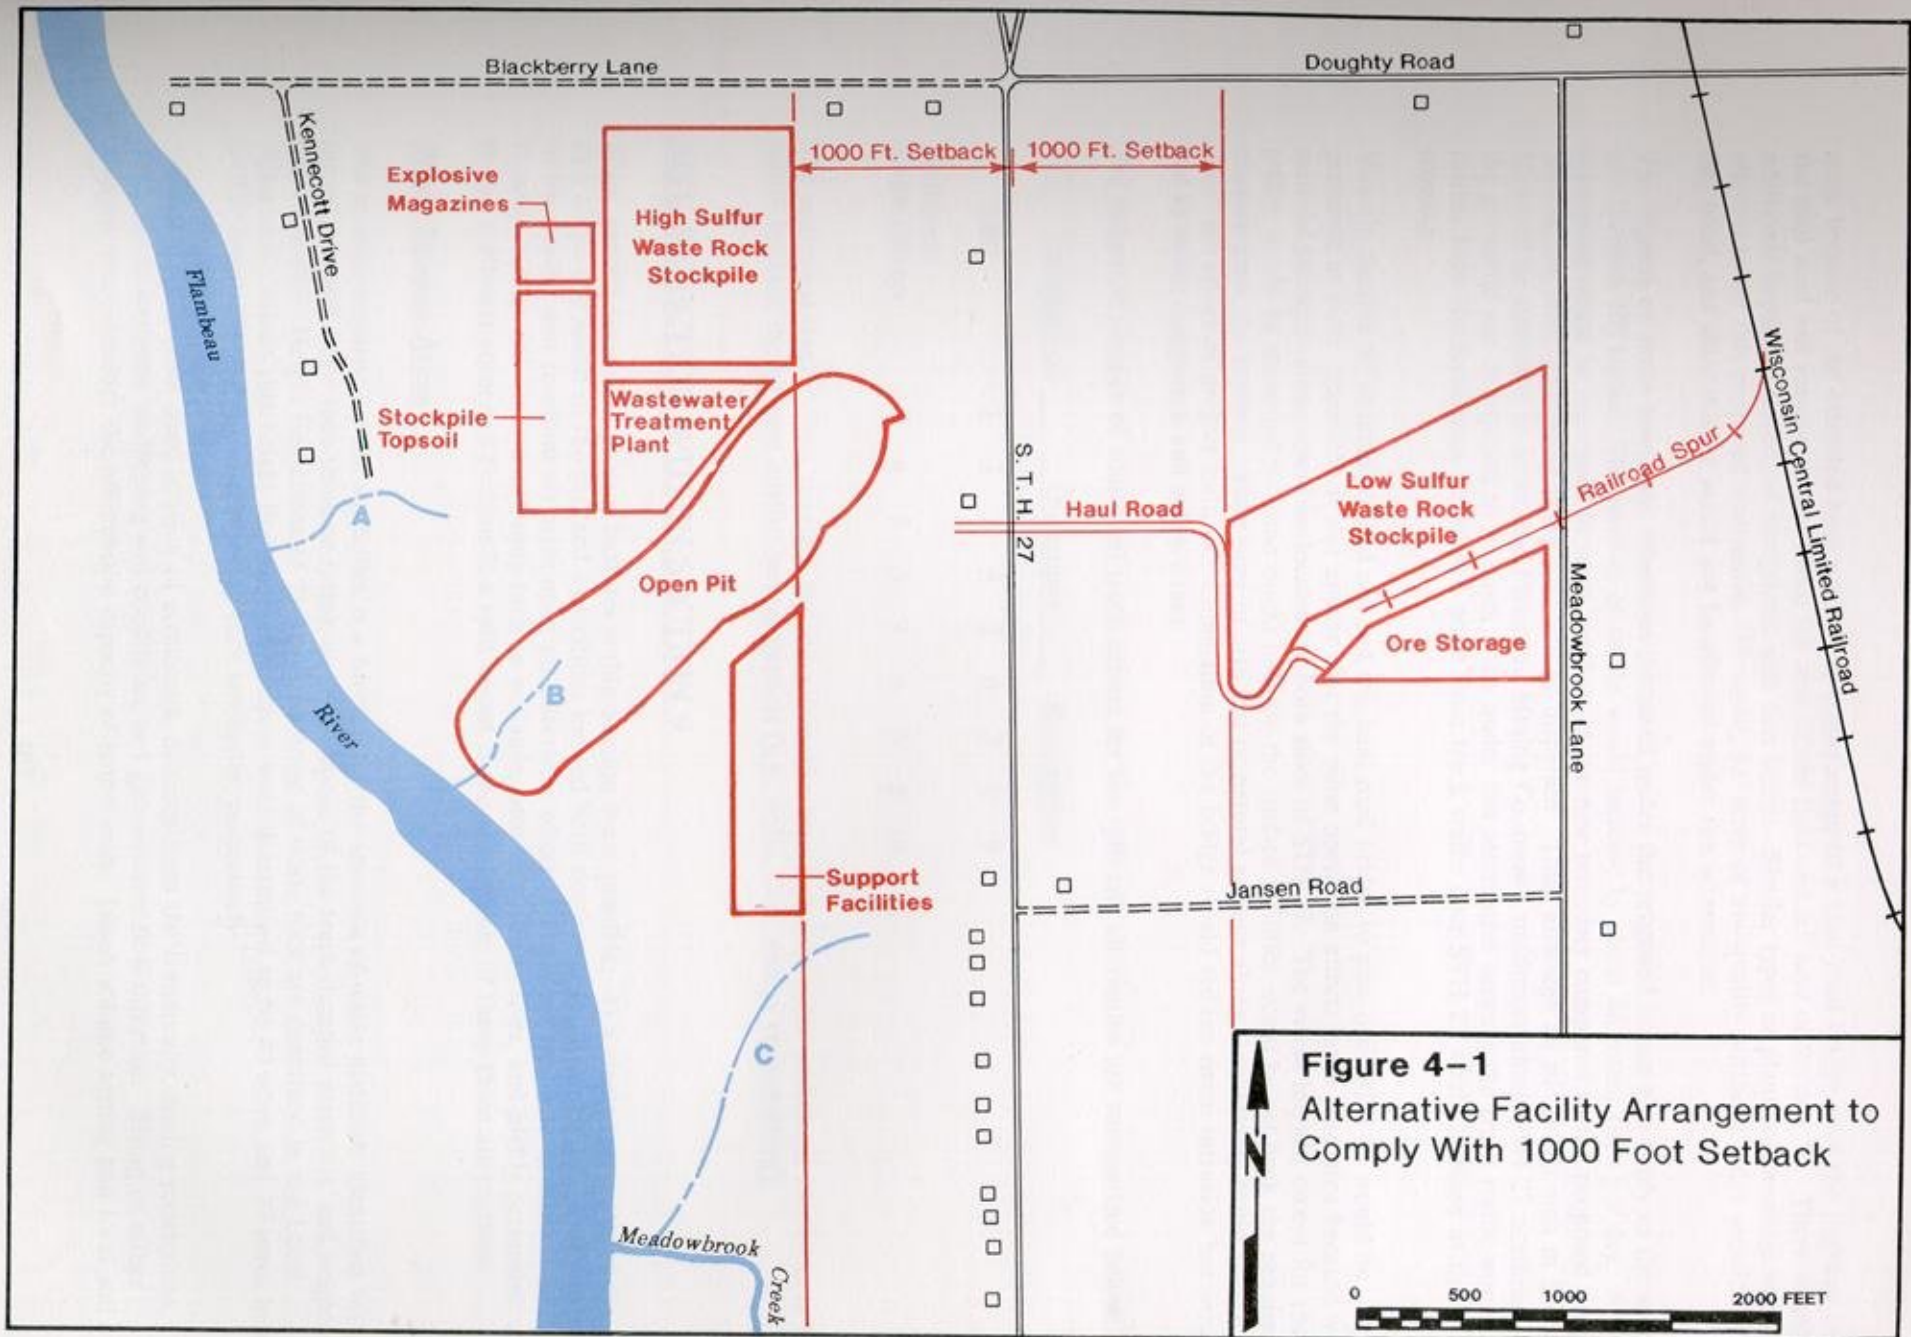 Blackberry Lane
Doughty Road
Kennecott Drive
Explosive
Magazines
High Sulfur
Waste Rock
Stockpile
1000 Ft. Setback
1000 Ft. Setback
Flambeau
River
Stockpile
Topsoil
Wastewater
Treatment
Plant
A
Open Pit
B
S. T. H. 27
Haul Road
Low Sulfur
Waste Rock
Stockpile
Railroad Spur
Wisconsin Central Limited Railroad
Ore Storage
Meadowbrook Lane
Support
Facilities
Jansen Road
C
Meadowbrook
Creek
Figure 4-1
Alternative Facility Arrangement to
Comply With 1000 Foot Setback
N
0 500 1000 2000 FEET